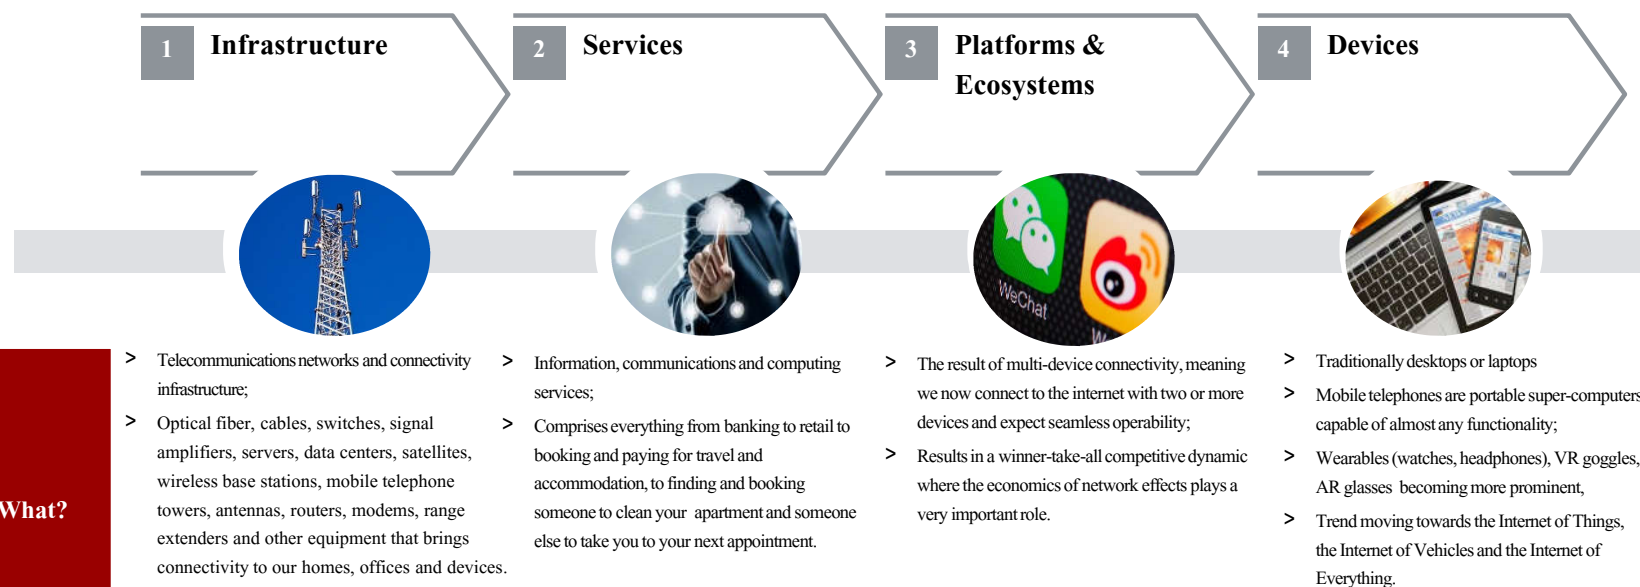 1
Infrastructure
2
Services
3
Platforms &
Ecosystems
4
Devices
WeChat
What?
> Telecommunications networks and connectivity
infrastructure;
> Optical fiber, cables, switches, signal
amplifiers, servers, data centers, satellites,
wireless base stations, mobile telephone
towers, antennas, routers, modems, range
extenders and other equipment that brings
connectivity to our homes, offices and devices.
> Information, communications and computing
services;
> Comprises everything from banking to retail to
booking and paying for travel and
accommodation, to finding and booking
someone to clean your apartment and someone
else to take you to your next appointment.
> The result of multi-device connectivity, meaning
we now connect to the internet with two or more
devices and expect seamless operability;
> Results in a winner-take-all competitive dynamic
where the economics of network effects plays a
very important role.
> Traditionally desktops or laptops
> Mobile telephones are portable super-computers
capable of almost any functionality;
> Wearables (watches, headphones), VR goggles,
AR glasses becoming more prominent,
> Trend moving towards the Internet of Things,
the Internet of Vehicles and the Internet of
Everything.